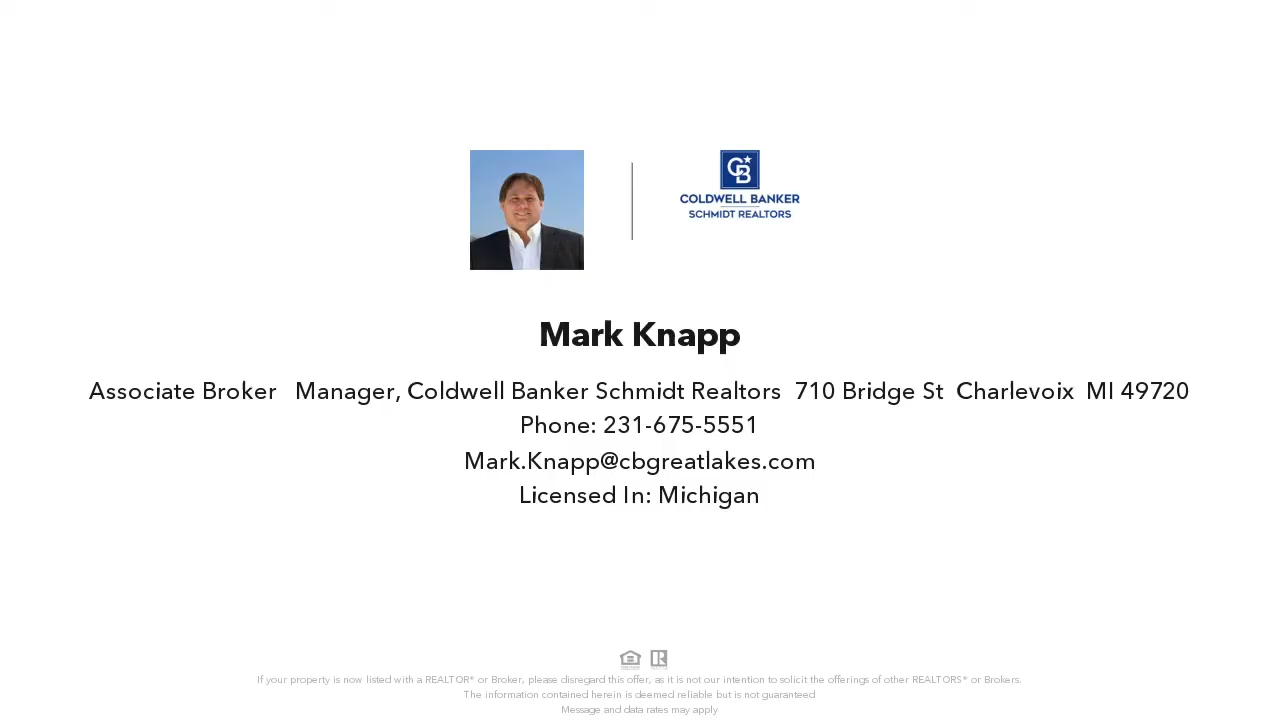 CB
COLDWELL BANKER
SCHMIDT REALTORS
Mark Knapp
Associate Broker Manager, Coldwell Banker Schmidt Realtors 710 Bridge St Charlevoix MI 49720
Phone: 231-675-5551
Mark.Knapp@cbgreatlakes.com
Licensed In: Michigan
If your property is now listed with a REALTOR® or Broker, please disregard this offer, as it is not our intention to solicit the offerings of other REALTORS® or Brokers.
The information contained herein is deemed reliable but is not guaranteed
Message and data rates may apply